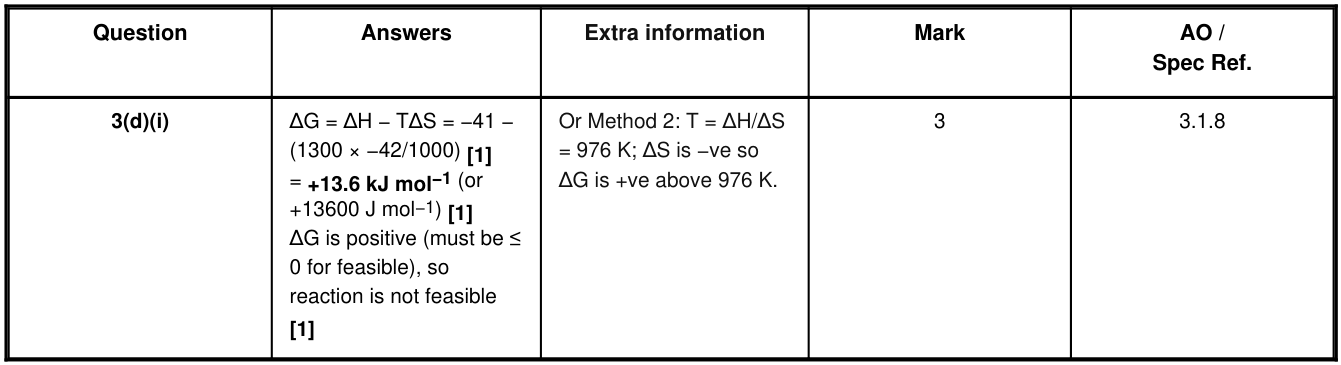 Question Answers Extra information Mark AO /
Spec Ref.
3(d)(i)
ΔG = ΔH − TΔS = −41 −
(1300 × −42/1000) [1]
= +13.6 kJ mol−1 (or
+13600 J mol−1) [1]
ΔG is positive (must be ≤
0 for feasible), so
reaction is not feasible
[1]
Or Method 2: T = ΔH/ΔS
= 976 K; ΔS is −ve so
ΔG is +ve above 976 K.
3
3.1.8